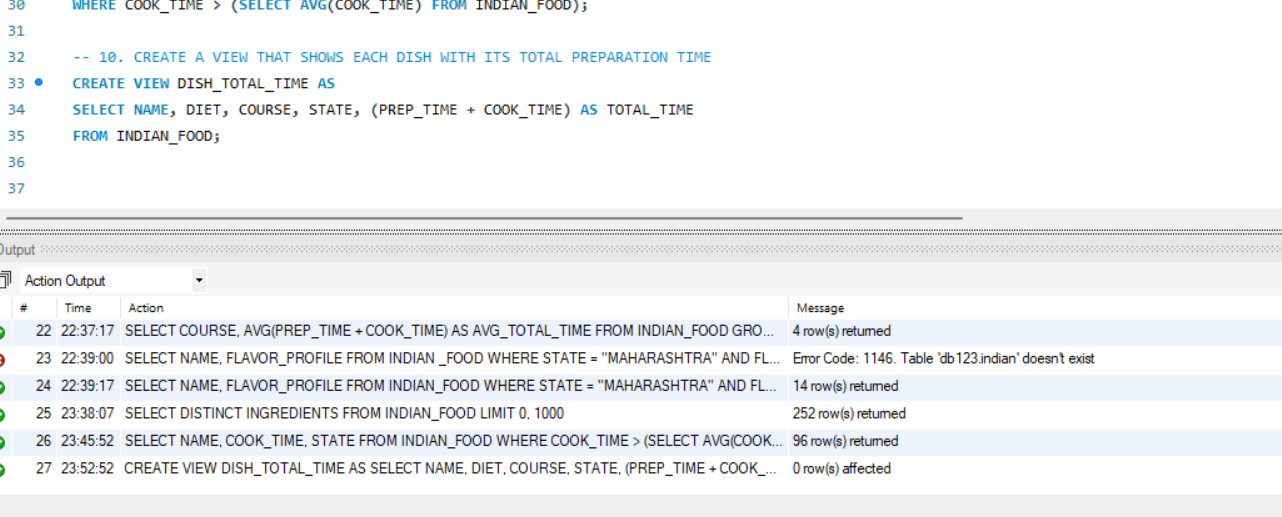 30 WHERE COOK_TIME > (SELECT AVG(COOK_TIME) FROM INDIAN_FOOD);
31
32 -- 10. CREATE A VIEW THAT SHOWS EACH DISH WITH ITS TOTAL PREPARATION TIME
33 CREATE VIEW DISH_TOTAL_TIME AS
34 SELECT NAME, DIET, COURSE, STATE, (PREP_TIME + COOK_TIME) AS TOTAL_TIME
35 FROM INDIAN_FOOD;
36
37
Output
Action Output
# Time Action Message
22 22:37:17 SELECT COURSE, AVG(PREP_TIME + COOK_TIME) AS AVG_TOTAL_TIME FROM INDIAN_FOOD GRO... 4 row(s) returned
23 22:39:00 SELECT NAME, FLAVOR_PROFILE FROM INDIAN _FOOD WHERE STATE = "MAHARASHTRA" AND FL... Error Code: 1146. Table 'db123.indian' doesn't exist
24 22:39:17 SELECT NAME, FLAVOR_PROFILE FROM INDIAN_FOOD WHERE STATE = "MAHARASHTRA" AND FL... 14 row(s) returned
25 23:38:07 SELECT DISTINCT INGREDIENTS FROM INDIAN_FOOD LIMIT 0, 1000 252 row(s) returned
26 23:45:52 SELECT NAME, COOK_TIME, STATE FROM INDIAN_FOOD WHERE COOK_TIME > (SELECT AVG(COOK... 96 row(s) returned
27 23:52:52 CREATE VIEW DISH_TOTAL_TIME AS SELECT NAME, DIET, COURSE, STATE, (PREP_TIME + COOK_... 0 row(s) affected